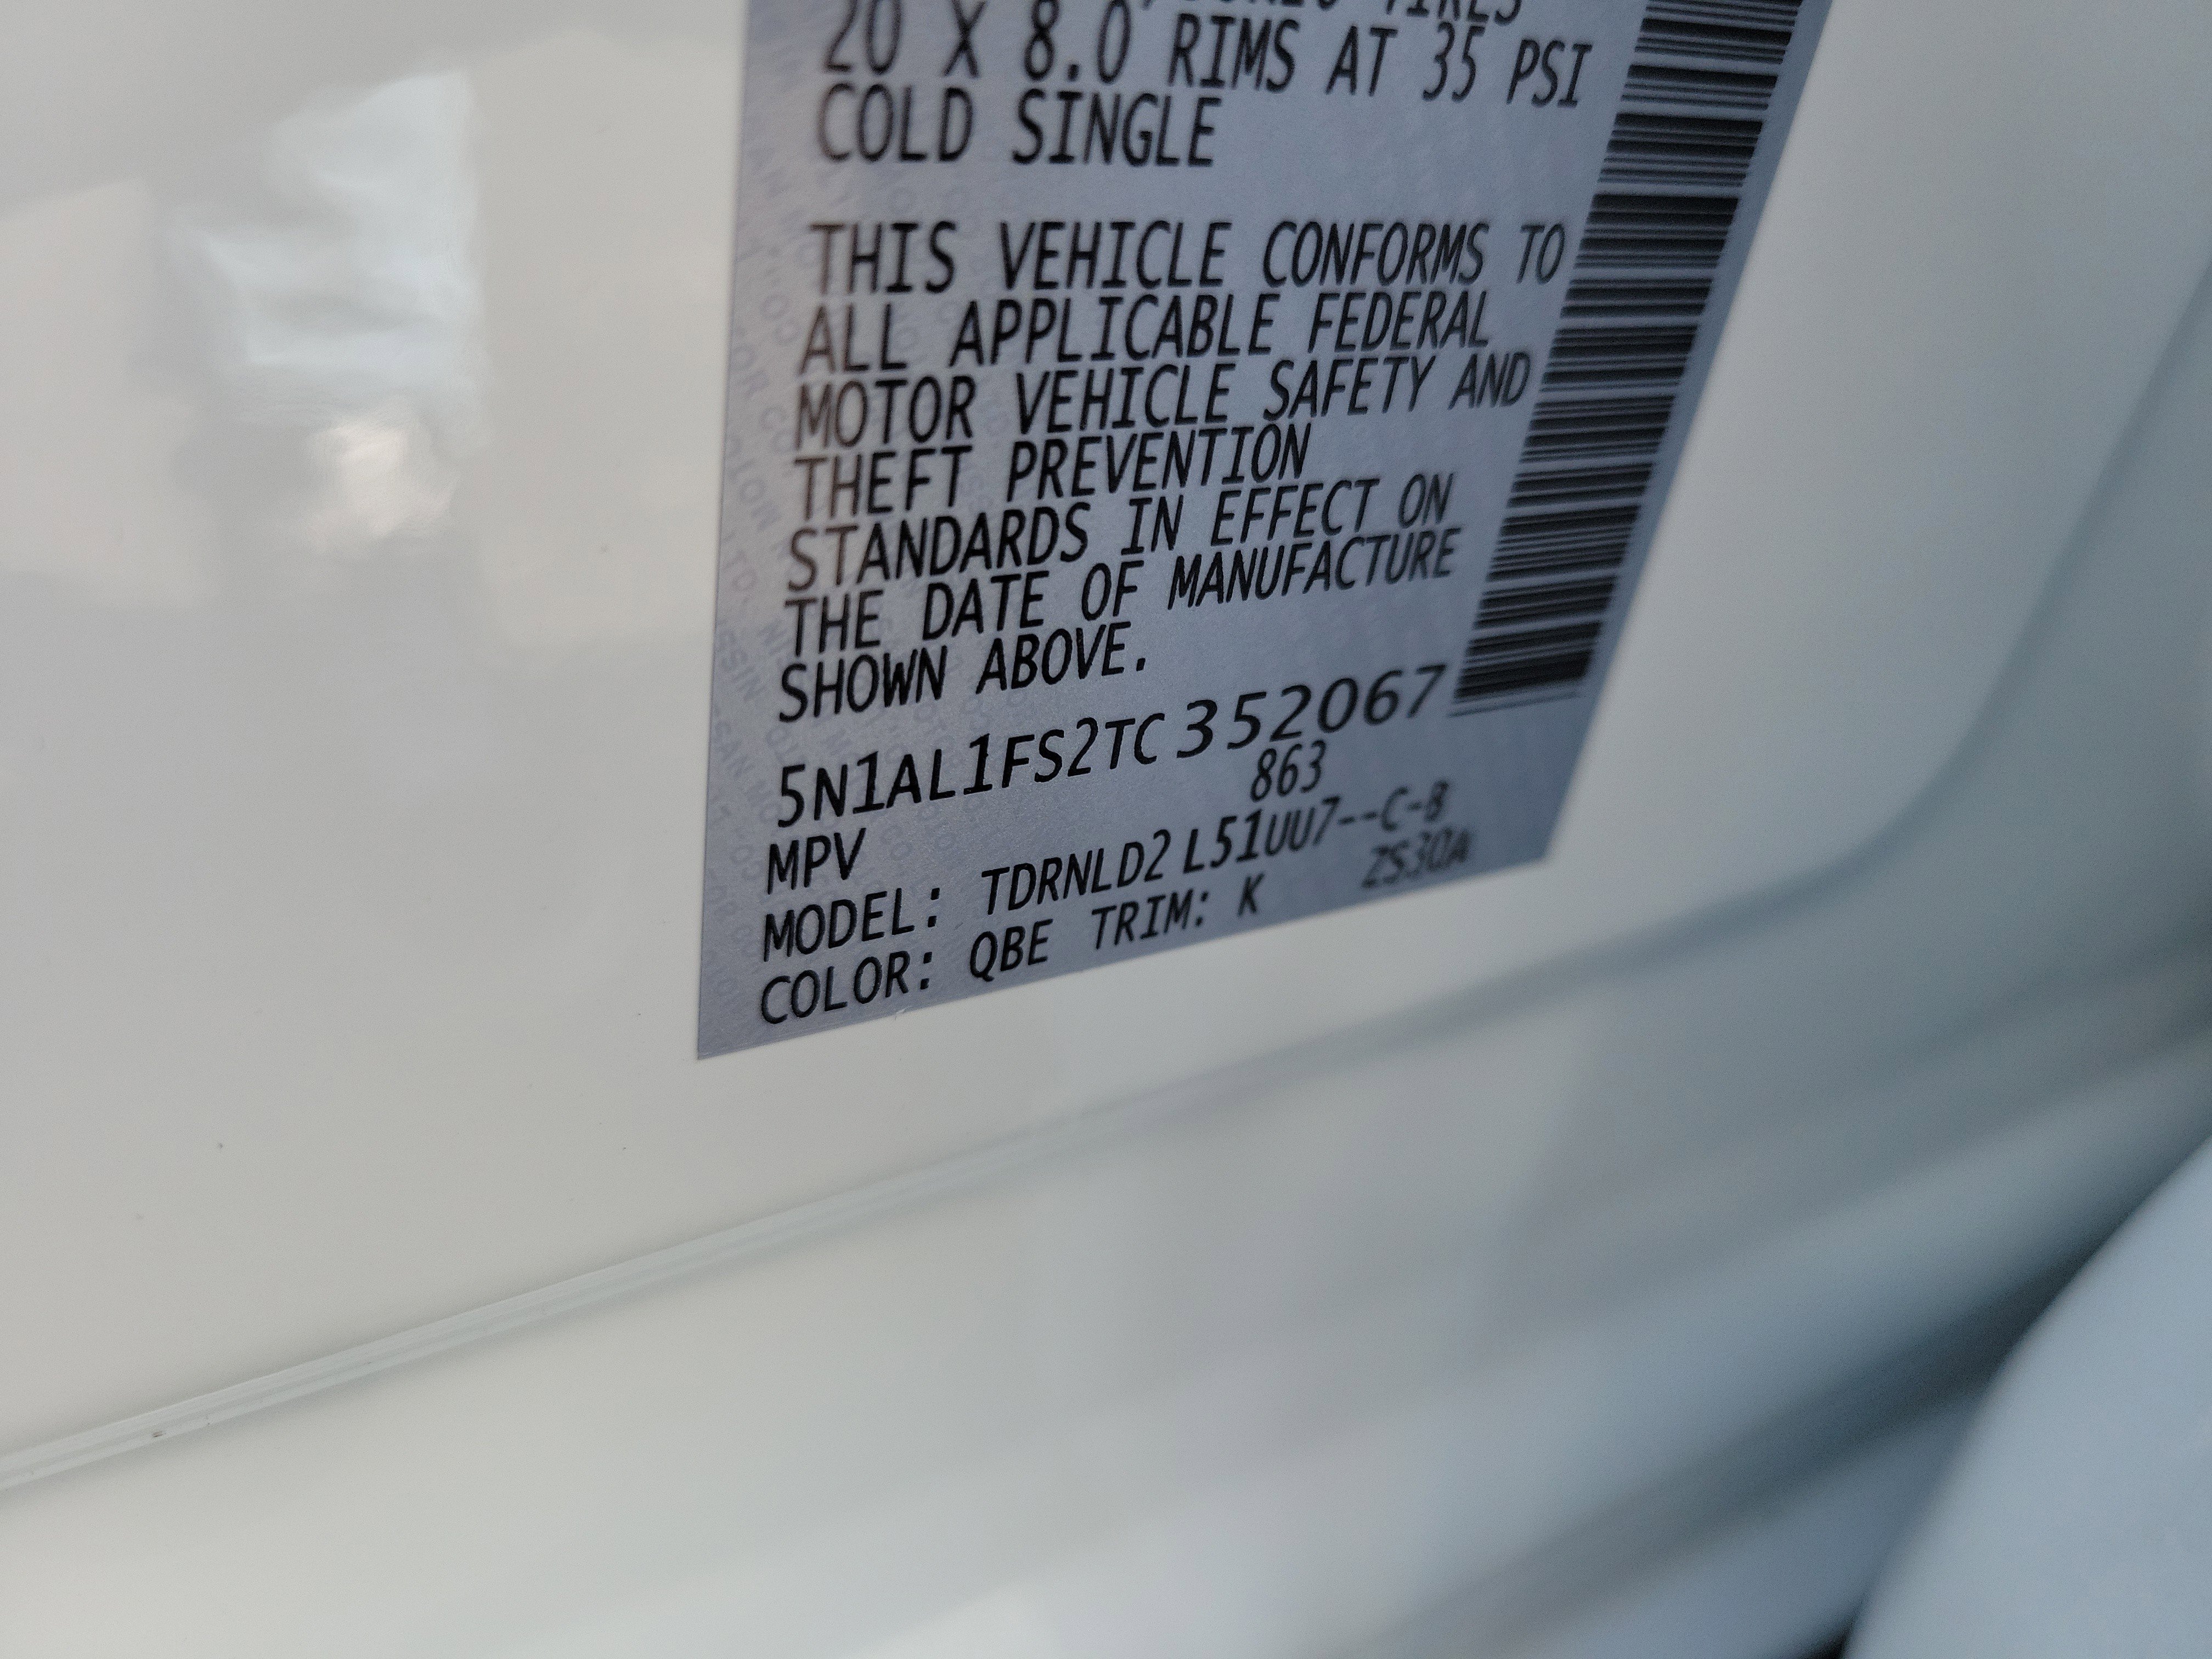 TIRES
20 X 8.0 RIMS AT 35 PSI
COLD SINGLE
THIS VEHICLE CONFORMS TO
ALL APPLICABLE FEDERAL
MOTOR VEHICLE SAFETY AND
THEFT PREVENTION
STANDARDS IN EFFECT ON
THE DATE OF MANUFACTURE
SHOWN ABOVE.
5N1AL1FS2TC352067
863
MPV
MODEL: TDRNLD2 L51UU7--C-B
COLOR: QBE TRIM: K ZS30A